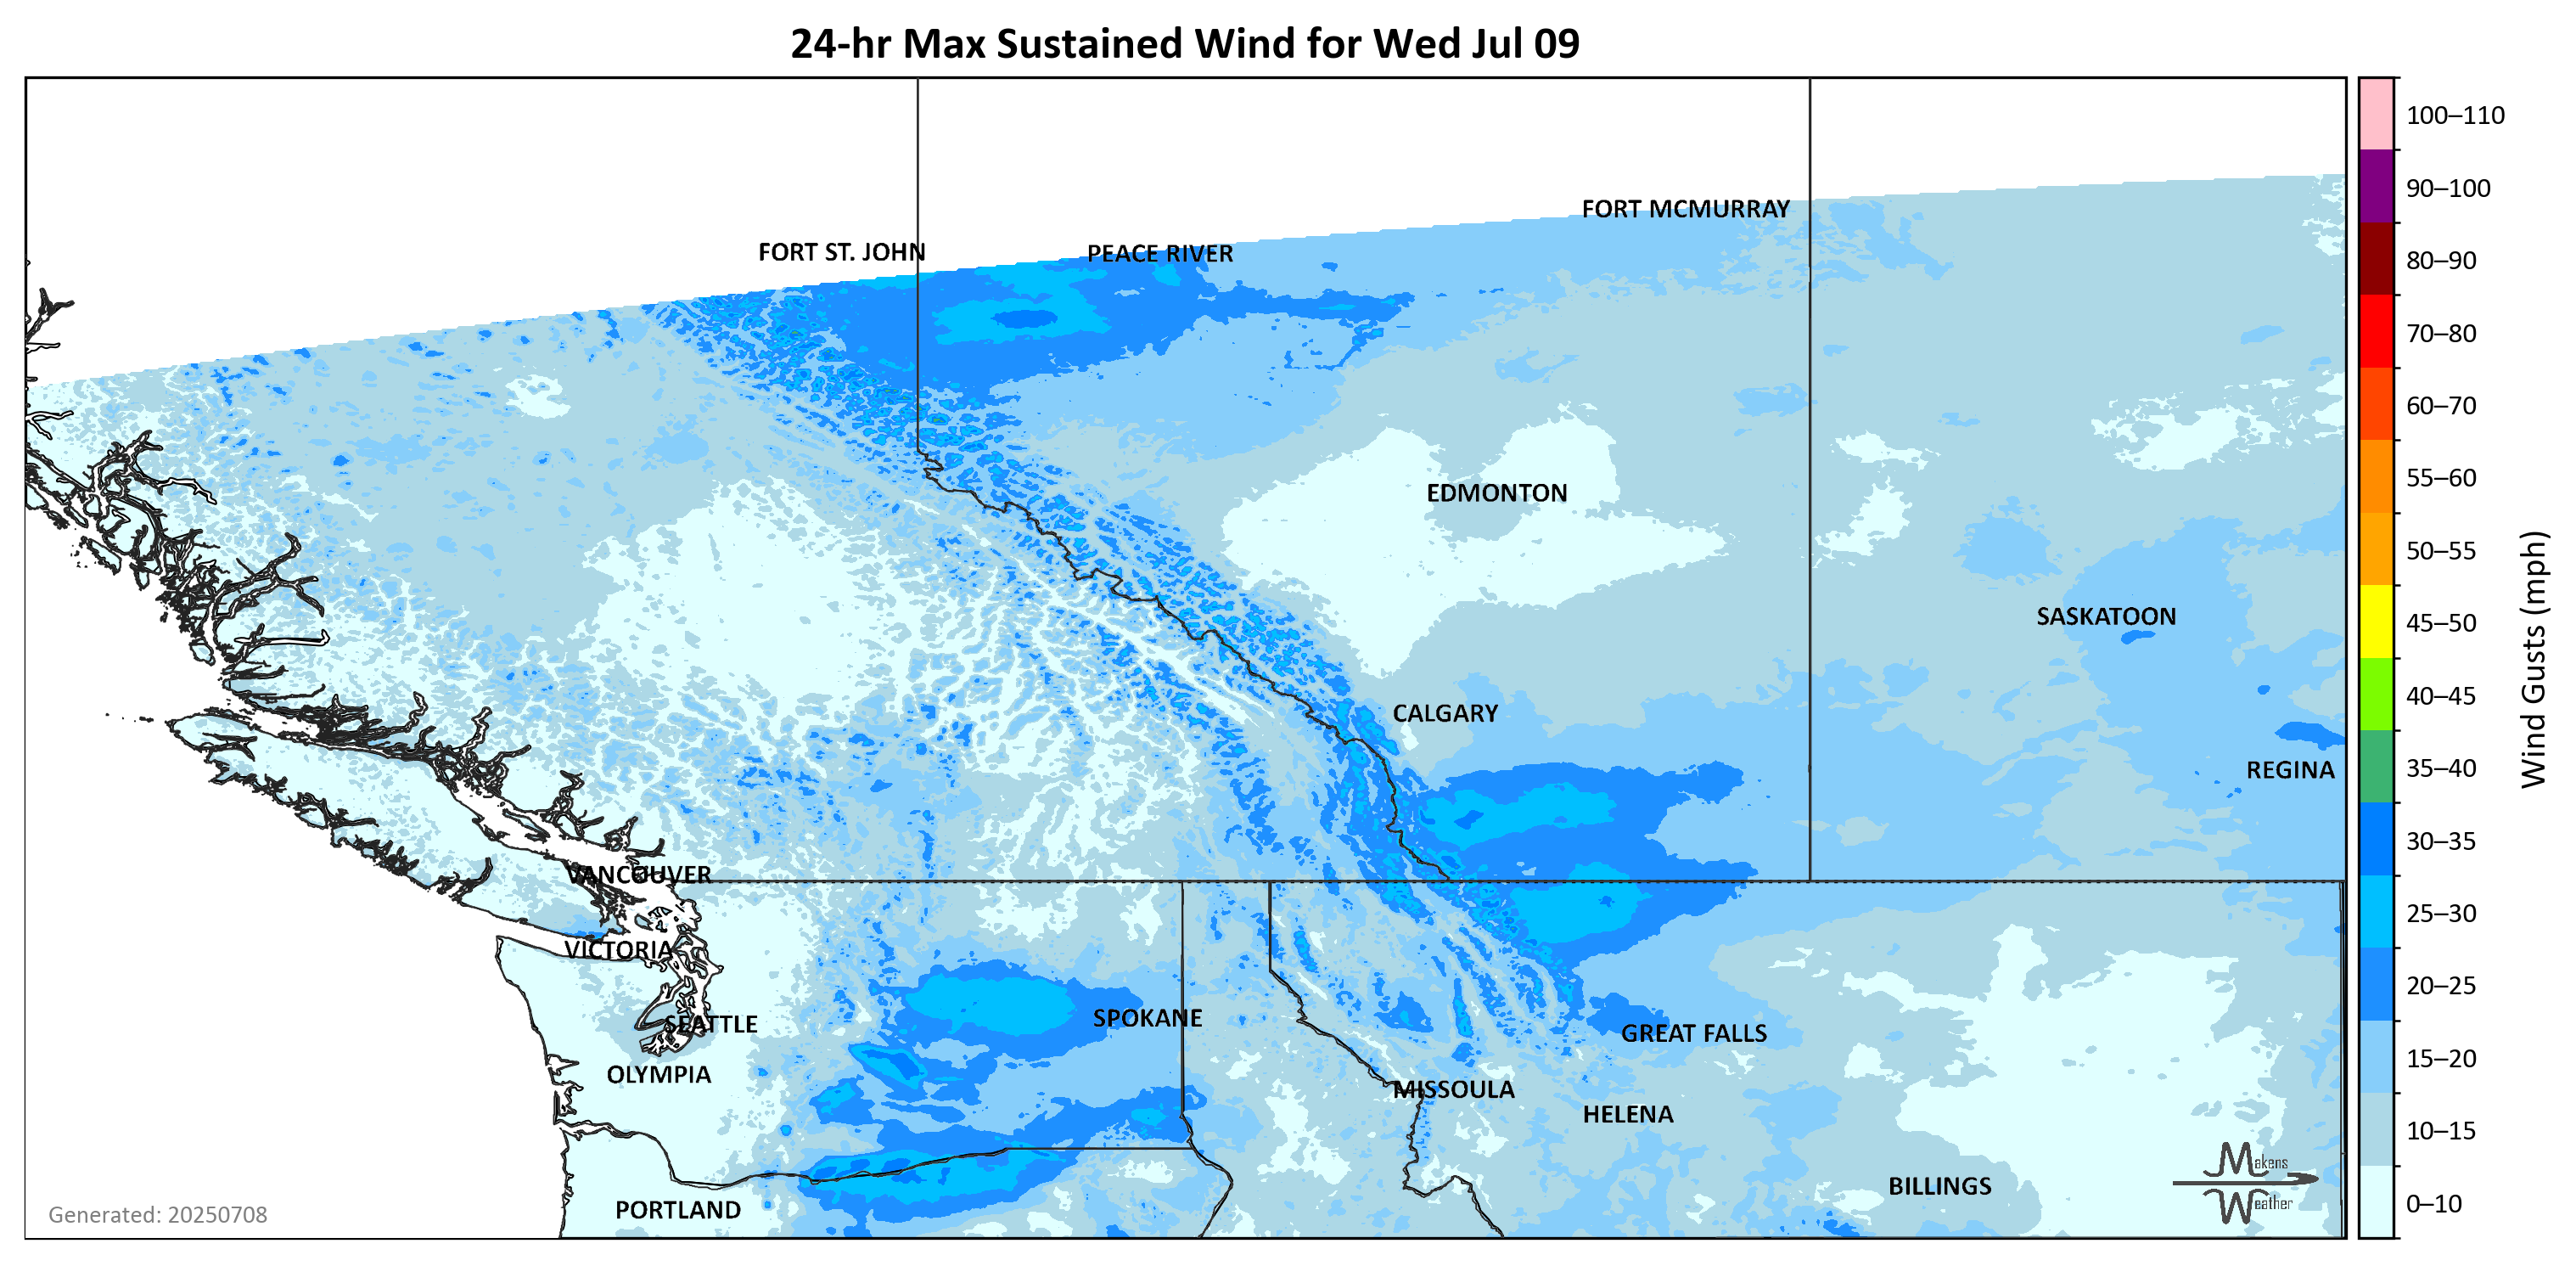 24-hr Max Sustained Wind for Wed Jul 09
100–110
90–100
80–90
70–80
60–70
55–60
50–55
45–50
40–45
35–40
30–35
25–30
20–25
15–20
10–15
0–10
Wind Gusts (mph)
FORT MCMURRAY
FORT ST. JOHN
PEACE RIVER
EDMONTON
SASKATOON
CALGARY
REGINA
VANCOUVER
VICTORIA
SEATTLE
SPOKANE
GREAT FALLS
OLYMPIA
MISSOULA
HELENA
BILLINGS
PORTLAND
Makens
Weather
Generated: 20250708